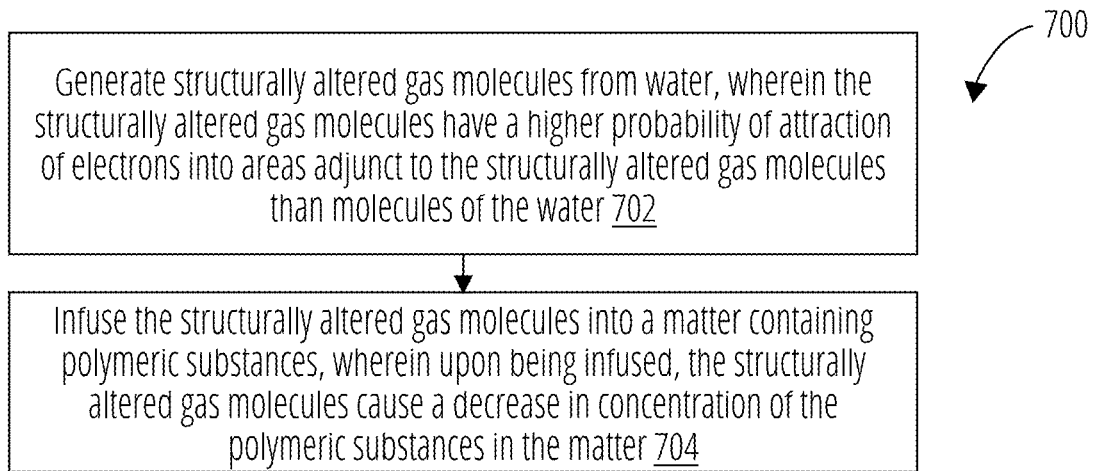 700
Generate structurally altered gas molecules from water, wherein the
structurally altered gas molecules have a higher probability of attraction
of electrons into areas adjunct to the structurally altered gas molecules
than molecules of the water 702
Infuse the structurally altered gas molecules into a matter containing
polymeric substances, wherein upon being infused, the structurally
altered gas molecules cause a decrease in concentration of the
polymeric substances in the matter 704